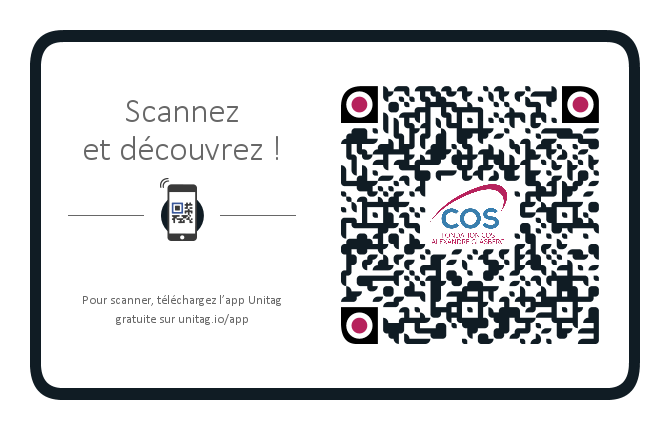 Scannez
et découvrez !
Pour scanner, téléchargez l'app Unitag
gratuite sur unitag.io/app
COS
FONDATION COS
ALEXANDRE GLASBERG